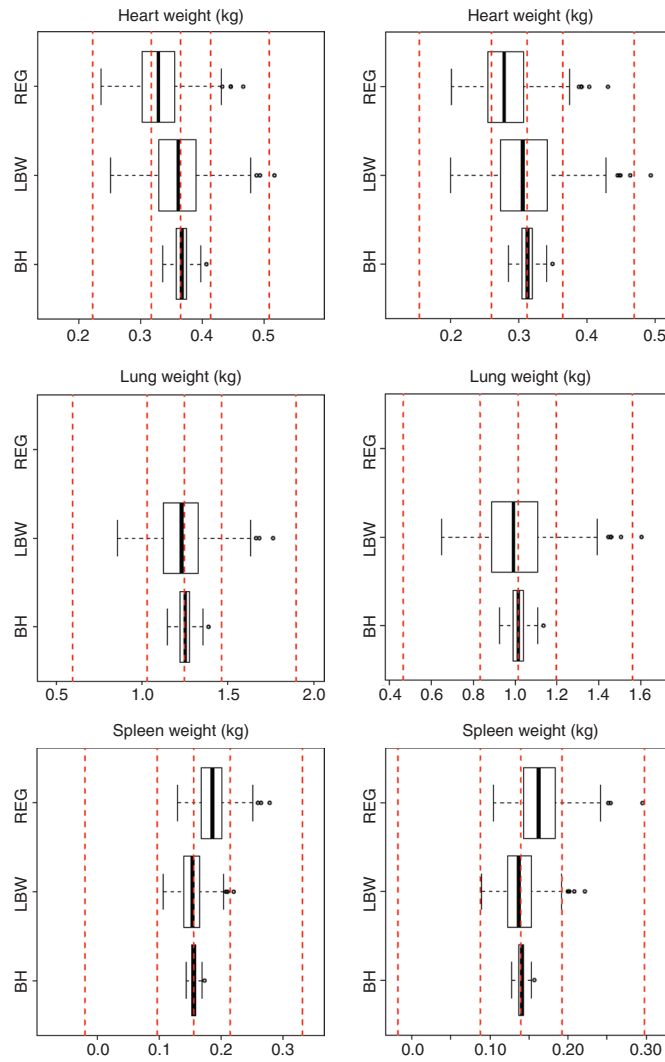 Heart weight (kg)
REG
LBW
BH
0.2 0.3 0.4 0.5
Heart weight (kg)
REG
LBW
BH
0.2 0.3 0.4 0.5
Lung weight (kg)
REG
LBW
BH
0.5 1.0 1.5 2.0
Lung weight (kg)
REG
LBW
BH
0.4 0.6 0.8 1.0 1.2 1.4 1.6
Spleen weight (kg)
REG
LBW
BH
0.0 0.1 0.2 0.3
Spleen weight (kg)
REG
LBW
BH
0.00 0.10 0.20 0.30